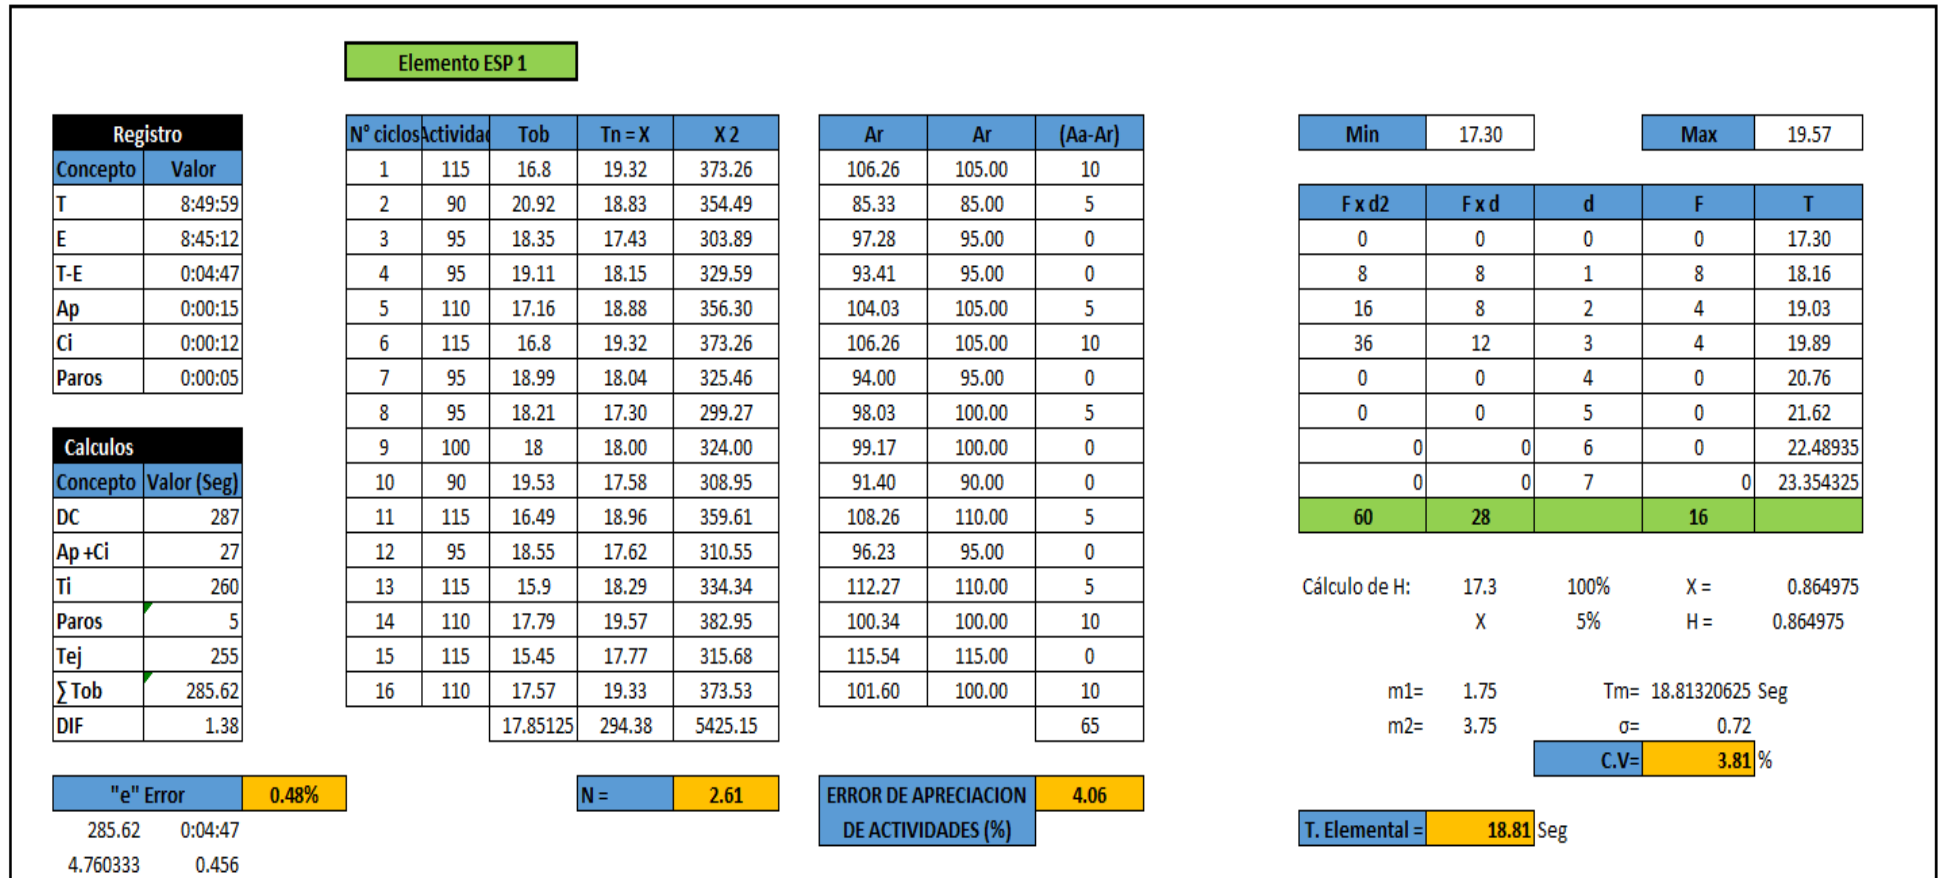 Elemento ESP 1
Registro
Concepto Valor
T 8:49:59
E 8:45:12
T-E 0:04:47
Ap 0:00:15
Ci 0:00:12
Paros 0:00:05
Calculos
Concepto Valor (Seg)
DC 287
Ap +Ci 27
Ti 260
Paros 5
Tej 255
∑ Tob 285.62
DIF 1.38
"e" Error 0.48%
285.62 0:04:47
4.760333 0.456
N° ciclos Actividad Tob Tn = X X 2
1 115 16.8 19.32 373.26
2 90 20.92 18.83 354.49
3 95 18.35 17.43 303.89
4 95 19.11 18.15 329.59
5 110 17.16 18.88 356.30
6 115 16.8 19.32 373.26
7 95 18.99 18.04 325.46
8 95 18.21 17.30 299.27
9 100 18 18.00 324.00
10 90 19.53 17.58 308.95
11 115 16.49 18.96 359.61
12 95 18.55 17.62 310.55
13 115 15.9 18.29 334.34
14 110 17.79 19.57 382.95
15 115 15.45 17.77 315.68
16 110 17.57 19.33 373.53
17.85125 294.38 5425.15
N = 2.61
Ar Ar (Aa-Ar)
106.26 105.00 10
85.33 85.00 5
97.28 95.00 0
93.41 95.00 0
104.03 105.00 5
106.26 105.00 10
94.00 95.00 0
98.03 100.00 5
99.17 100.00 0
91.40 90.00 0
108.26 110.00 5
96.23 95.00 0
112.27 110.00 5
100.34 100.00 10
115.54 115.00 0
101.60 100.00 10
65
ERROR DE APRECIACION 4.06
DE ACTIVIDADES (%)
Min 17.30 Max 19.57
F x d2 F x d d F T
0 0 0 0 17.30
8 8 1 8 18.16
16 8 2 4 19.03
36 12 3 4 19.89
0 0 4 0 20.76
0 0 5 0 21.62
0 0 6 0 22.48935
0 0 7 0 23.354325
60 28 16
Cálculo de H: 17.3 100% X = 0.864975
X 5% H = 0.864975
m1= 1.75 Tm= 18.81320625 Seg
m2= 3.75 σ= 0.72
C.V= 3.81 %
T. Elemental = 18.81 Seg